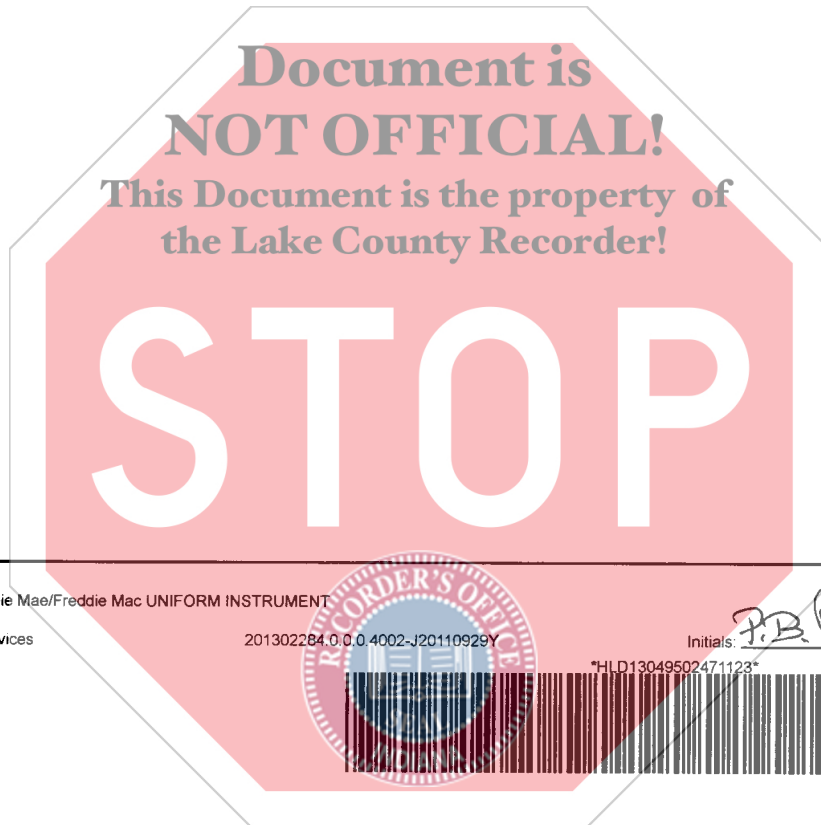 Document is
NOT OFFICIAL!
This Document is the property of
the Lake County Recorder!
STOP
ie Mae/Freddie Mac UNIFORM INSTRUMENT
vices 201302284.0.0.0.4002-J20110929Y Initials: P.B.
*HLD13049502471123*
RECORDER'S OFFICE
SEAL
INDIANA